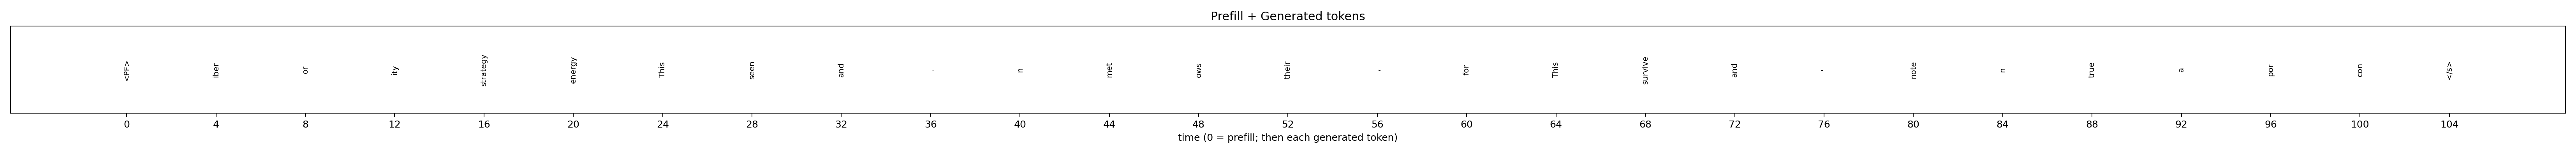 Prefill + Generated tokens
<PF> iber or ity strategy energy This seen and . n met ows their - for This survive and - note n true a por con </s>
0 4 8 12 16 20 24 28 32 36 40 44 48 52 56 60 64 68 72 76 80 84 88 92 96 100 104
time (0 = prefill; then each generated token)